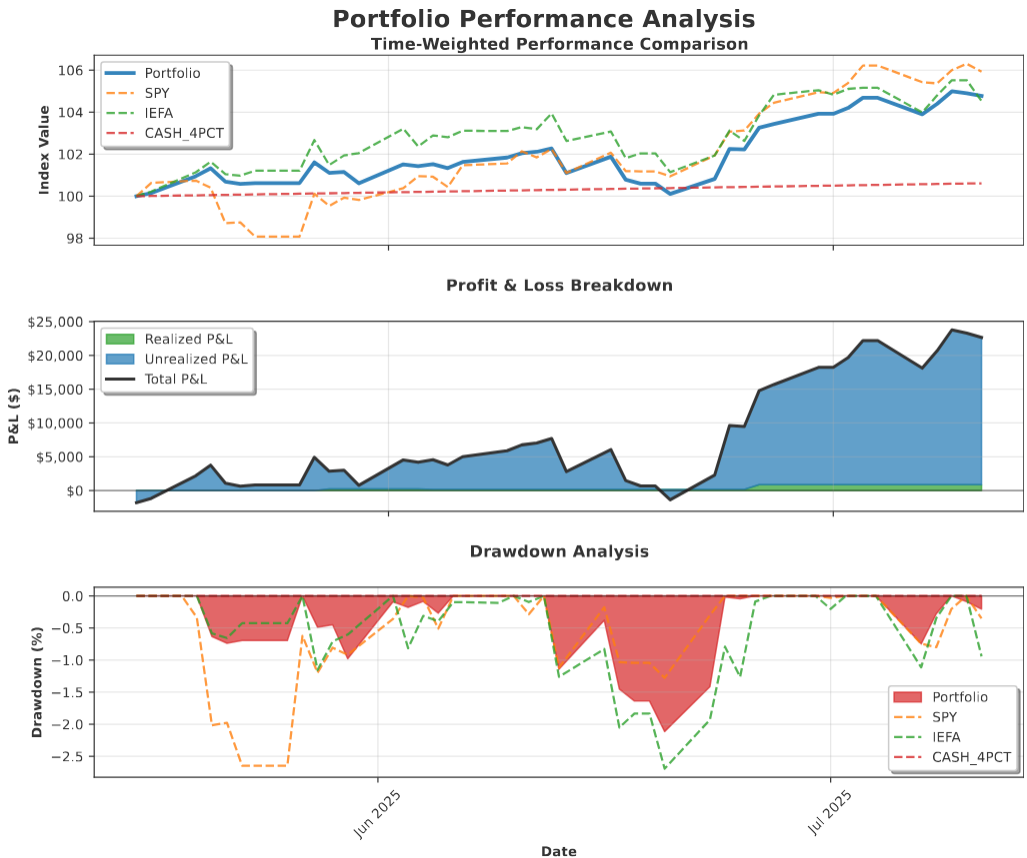 Portfolio Performance Analysis
Time-Weighted Performance Comparison
Index Value
106
104
102
100
98
Portfolio
SPY
IEFA
CASH_4PCT
Profit & Loss Breakdown
P&L ($)
$25,000
$20,000
$15,000
$10,000
$5,000
$0
Realized P&L
Unrealized P&L
Total P&L
Drawdown Analysis
Drawdown (%)
0.0
−0.5
−1.0
−1.5
−2.0
−2.5
Portfolio
SPY
IEFA
CASH_4PCT
Jun 2025
Jul 2025
Date